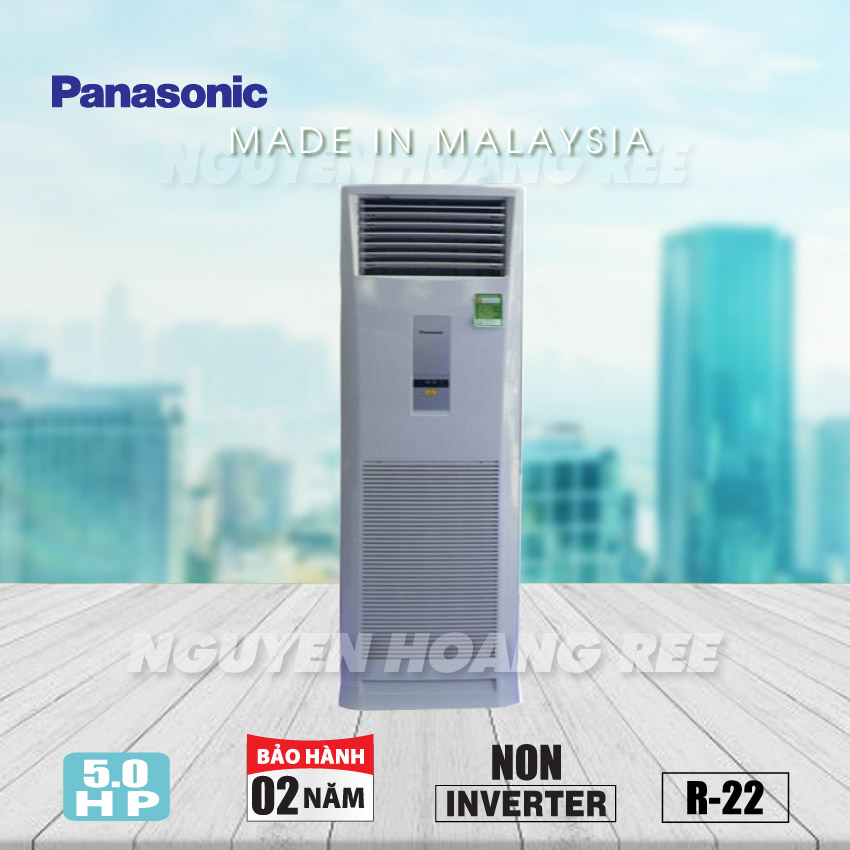 Panasonic
MADE IN MALAYSIA
NGUYEN HOANG REE
Panasonic
NGUYEN HOANG REE
5.0
HP
BẢO HÀNH
02 NĂM
NON
INVERTER
R-22